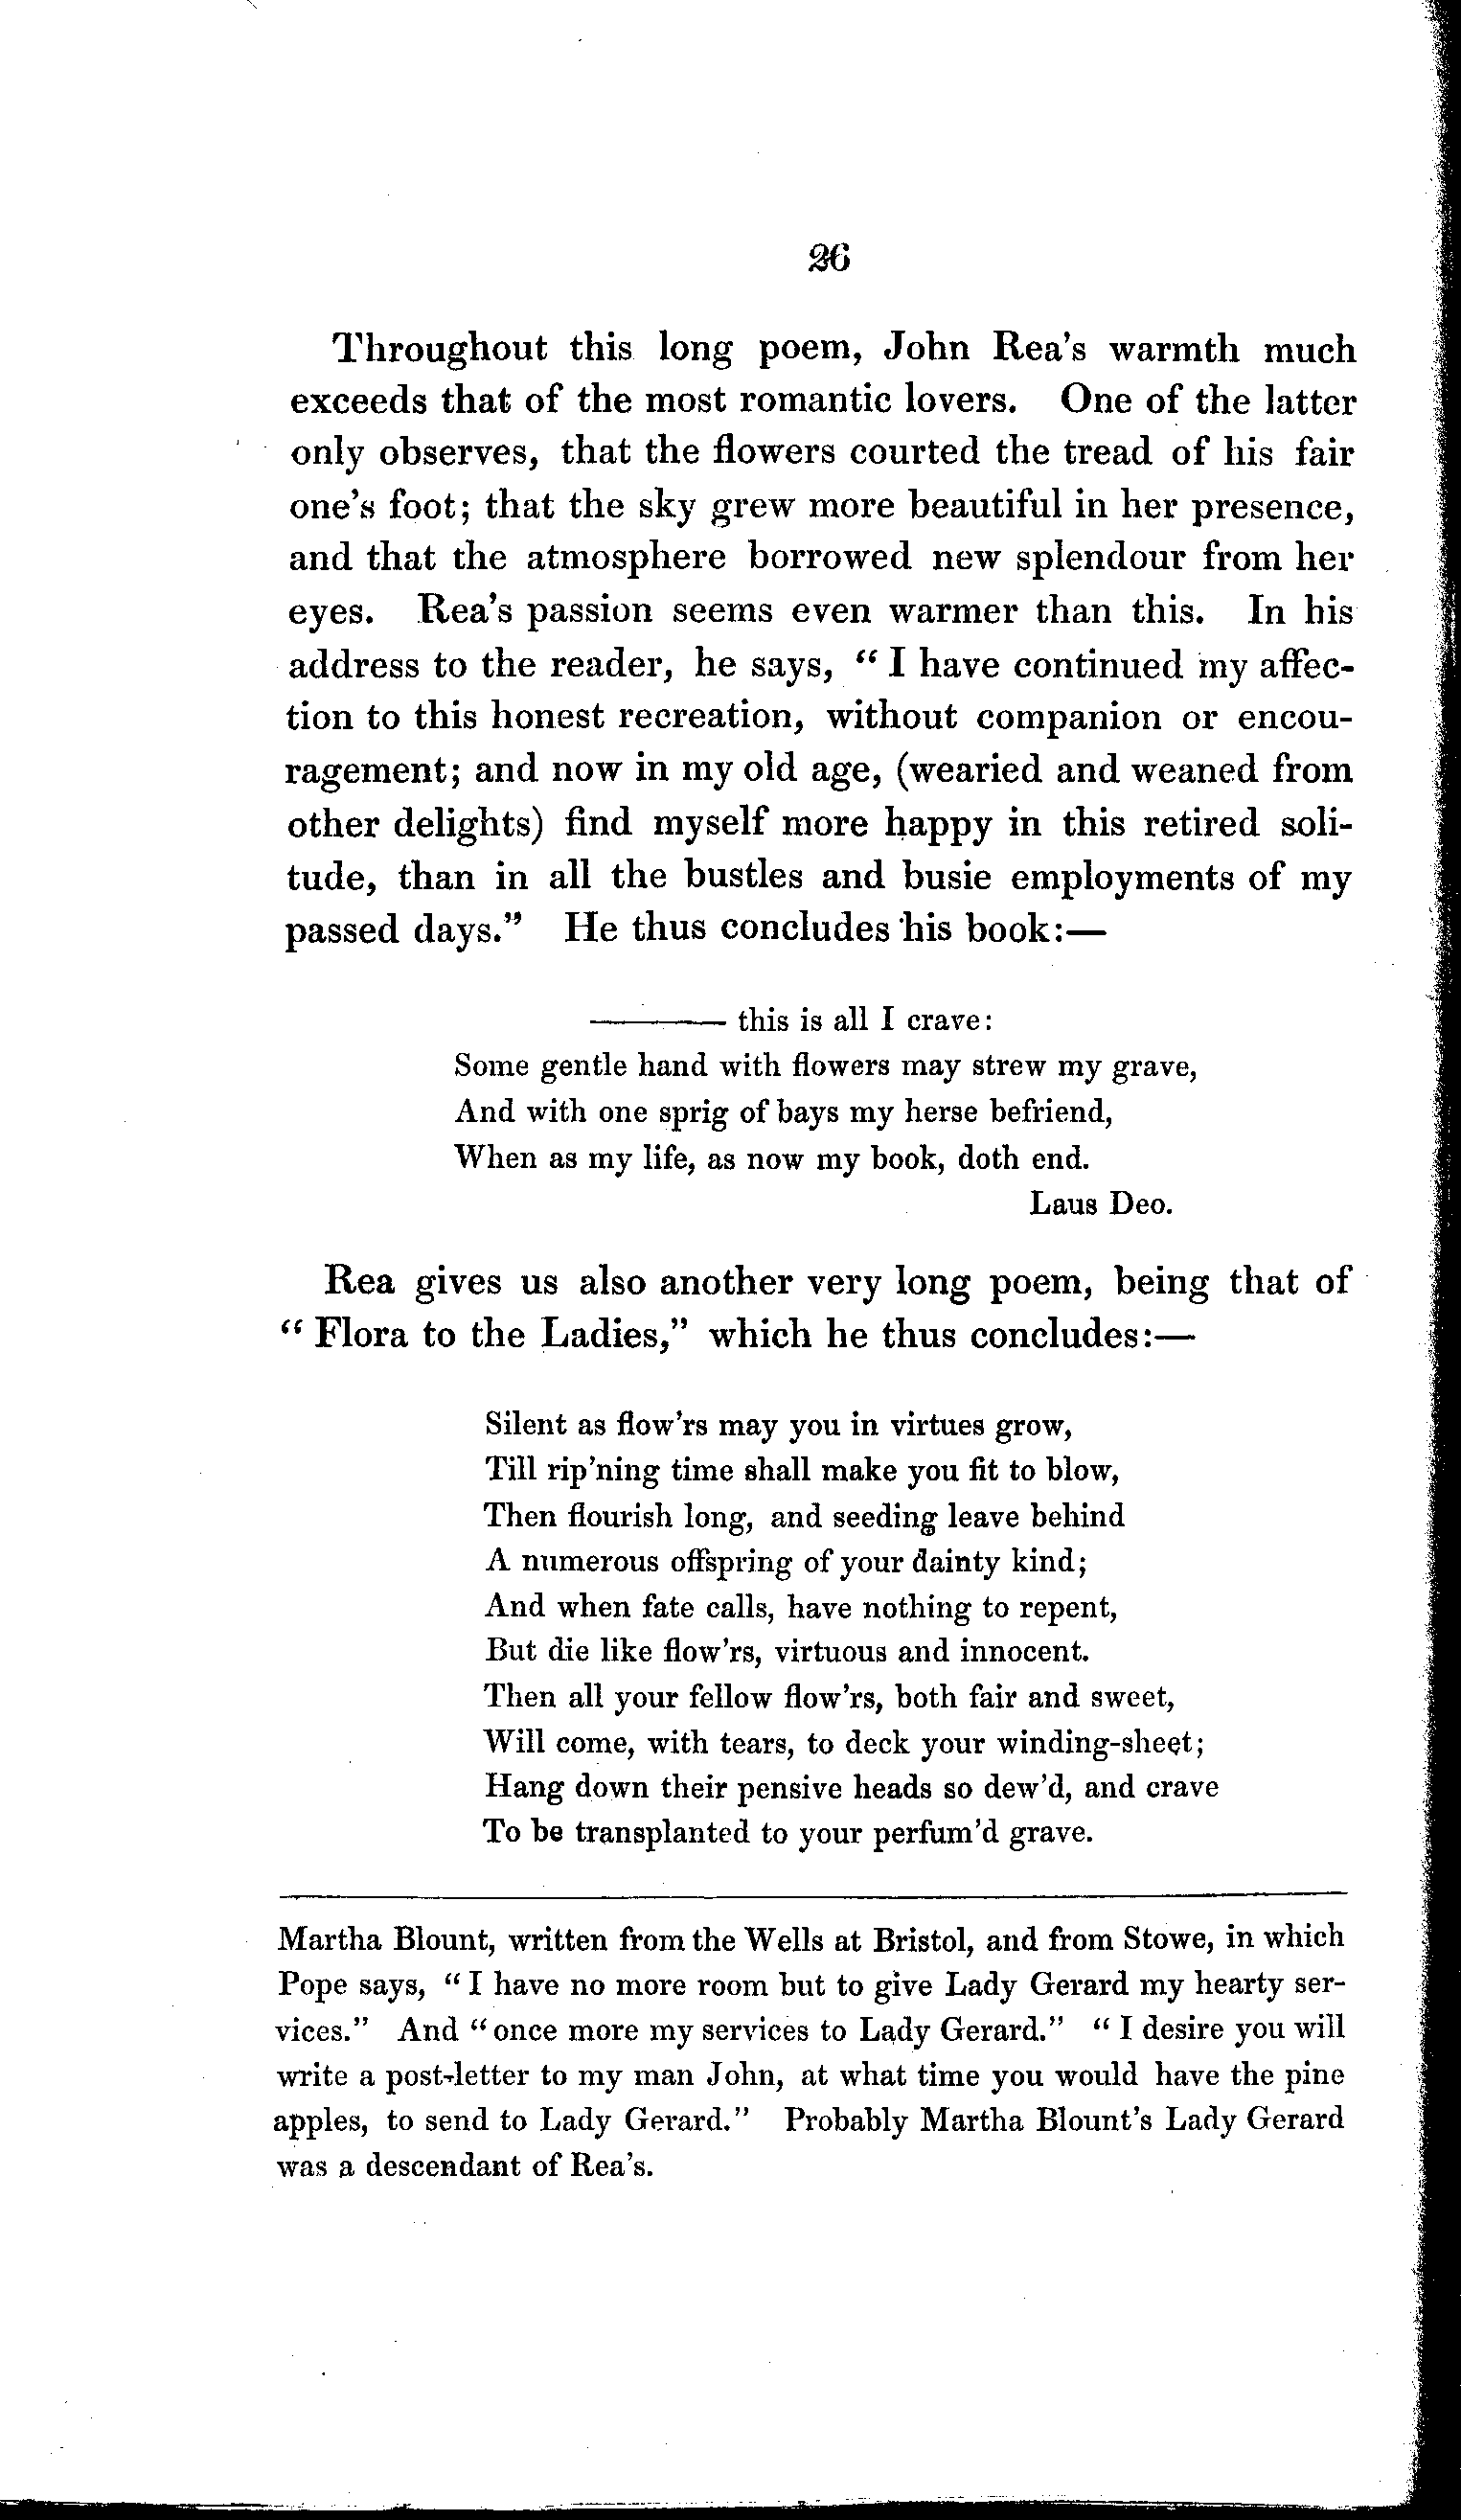 26
Throughout this long poem, John Rea's warmth much
exceeds that of the most romantic lovers. One of the latter
only observes, that the flowers courted the tread of his fair
one's foot; that the sky grew more beautiful in her presence,
and that the atmosphere borrowed new splendour from her
eyes. Rea's passion seems even warmer than this. In his
address to the reader, he says, "I have continued my affec-
tion to this honest recreation, without companion or encou-
ragement; and now in my old age, (wearied and weaned from
other delights) find myself more happy in this retired soli-
tude, than in all the bustles and busie employments of my
passed days." He thus concludes his book:—
——— this is all I crave:
Some gentle hand with flowers may strew my grave,
And with one sprig of bays my herse befriend,
When as my life, as now my book, doth end.
Laus Deo.
Rea gives us also another very long poem, being that of
"Flora to the Ladies," which he thus concludes:—
Silent as flow'rs may you in virtues grow,
Till rip'ning time shall make you fit to blow,
Then flourish long, and seeding leave behind
A numerous offspring of your dainty kind;
And when fate calls, have nothing to repent,
But die like flow'rs, virtuous and innocent.
Then all your fellow flow'rs, both fair and sweet,
Will come, with tears, to deck your winding-sheet;
Hang down their pensive heads so dew'd, and crave
To be transplanted to your perfum'd grave.
Martha Blount, written from the Wells at Bristol, and from Stowe, in which
Pope says, "I have no more room but to give Lady Gerard my hearty ser-
vices." And "once more my services to Lady Gerard." "I desire you will
write a post-letter to my man John, at what time you would have the pine
apples, to send to Lady Gerard." Probably Martha Blount's Lady Gerard
was a descendant of Rea's.